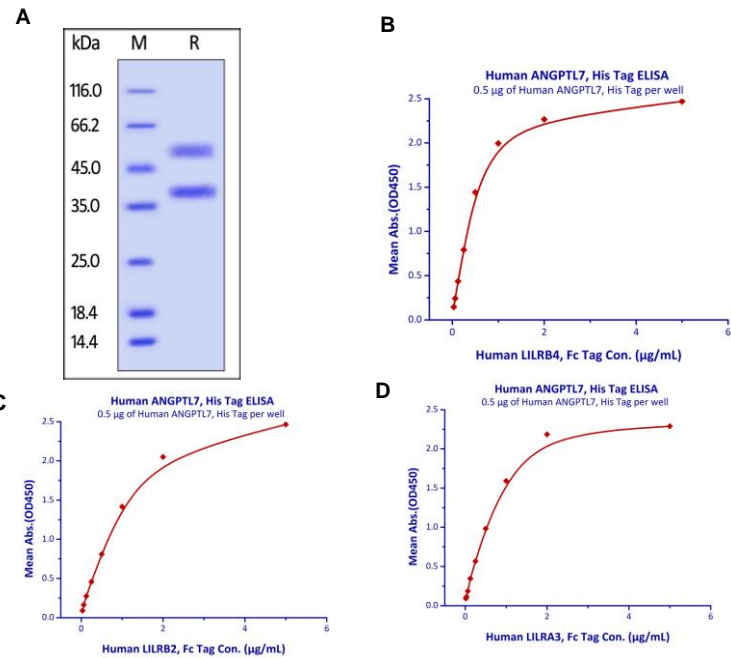 A
kDa M R
116.0
66.2
45.0
35.0
25.0
18.4
14.4
B
Human ANGPTL7, His Tag ELISA
0.5 µg of Human ANGPTL7, His Tag per well
Mean Abs.(OD450)
2.5
2.0
1.5
1.0
0.5
0.0
0 2 4 6
Human LILRB4, Fc Tag Con. (µg/mL)
C
Human ANGPTL7, His Tag ELISA
0.5 µg of Human ANGPTL7, His Tag per well
Mean Abs.(OD450)
2.5
2.0
1.5
1.0
0.5
0.0
0 2 4 6
Human LILRB2, Fc Tag Con. (µg/mL)
D
Human ANGPTL7, His Tag ELISA
0.5 µg of Human ANGPTL7, His Tag per well
Mean Abs.(OD450)
2.5
2.0
1.5
1.0
0.5
0.0
0 2 4 6
Human LILRA3, Fc Tag Con. (µg/mL)